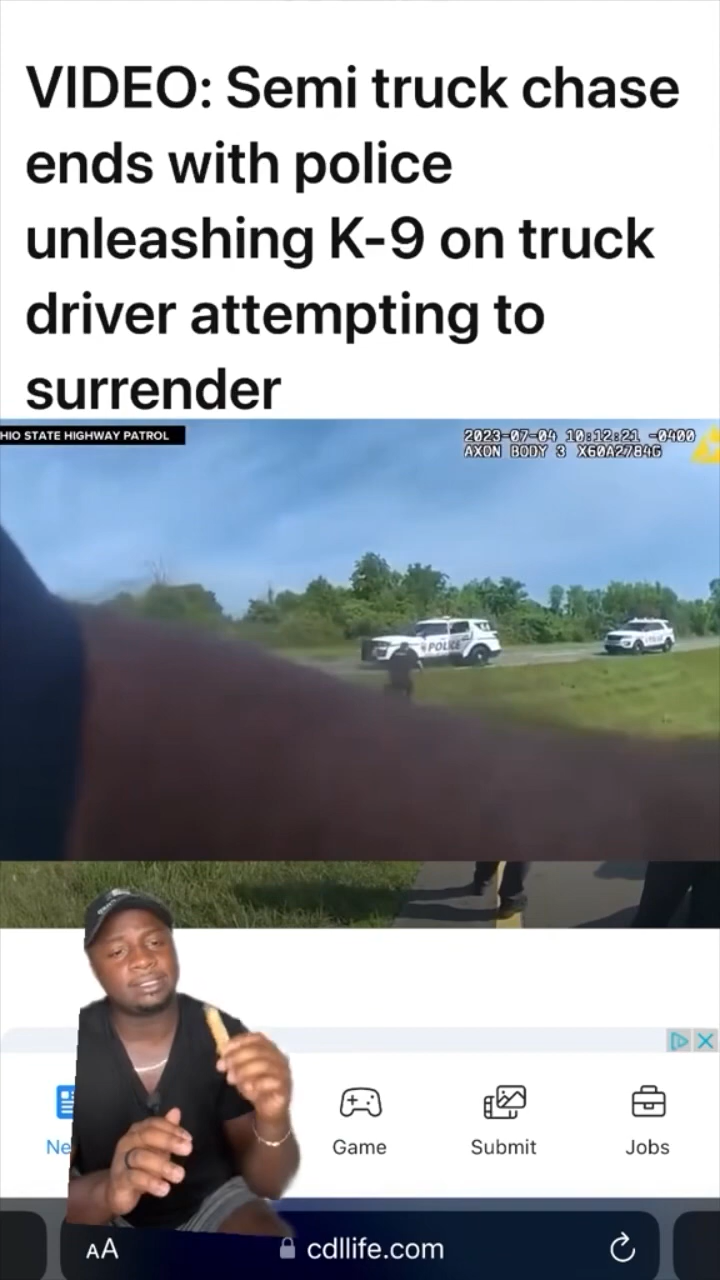 VIDEO: Semi truck chase
ends with police
unleashing K-9 on truck
driver attempting to
surrender
HIO STATE HIGHWAY PATROL
2023-07-04 10:12:21 -0400
AXON BODY 3 X60A2784G
POLICE
Ne
Game
Submit
Jobs
AA
cdllife.com